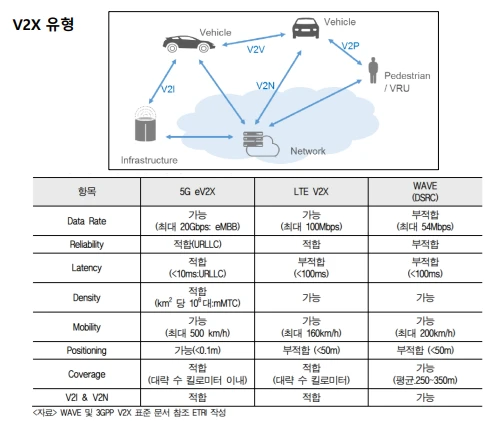 V2X 유형
Vehicle
Vehicle
V2V
V2P
V2I
V2N
Pedestrian
/ VRU
Infrastructure
Network
항목 5G eV2X LTE V2X WAVE
(DSRC)
Data Rate 가능
(최대 20Gbps: eMBB) 가능
(최대 100Mbps) 부적합
(최대 54Mbps)
Reliability 적합(URLLC) 적합 부적합
Latency 적합
(<10ms:URLLC) 부적합
(<100ms) 부적합
(<100ms)
Density 적합
(km² 당 10⁶대:mMTC) 가능 가능
Mobility 가능
(최대 500 km/h) 가능
(최대 160km/h) 가능
(최대 200km/h)
Positioning 가능(<0.1m) 부적합 (<50m) 부적합 (<50m)
Coverage 적합
(대략 수 킬로미터 이내) 적합
(대략 수 킬로미터) 가능
(평균.250~350m)
V2I & V2N 적합 적합 가능
<자료> WAVE 및 3GPP V2X 표준 문서 참조 ETRI 작성